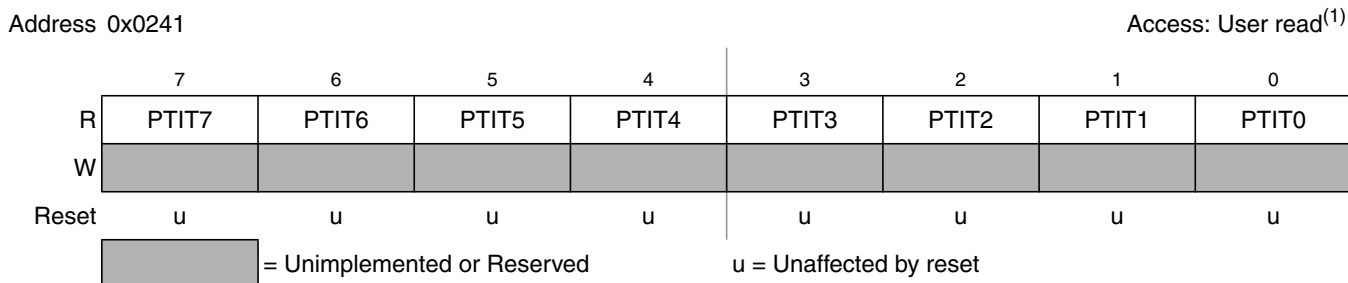 Address 0x0241 Access: User read(1)
7 6 5 4 3 2 1 0
R PTIT7 PTIT6 PTIT5 PTIT4 PTIT3 PTIT2 PTIT1 PTIT0
W
Reset u u u u u u u u
= Unimplemented or Reserved u = Unaffected by reset